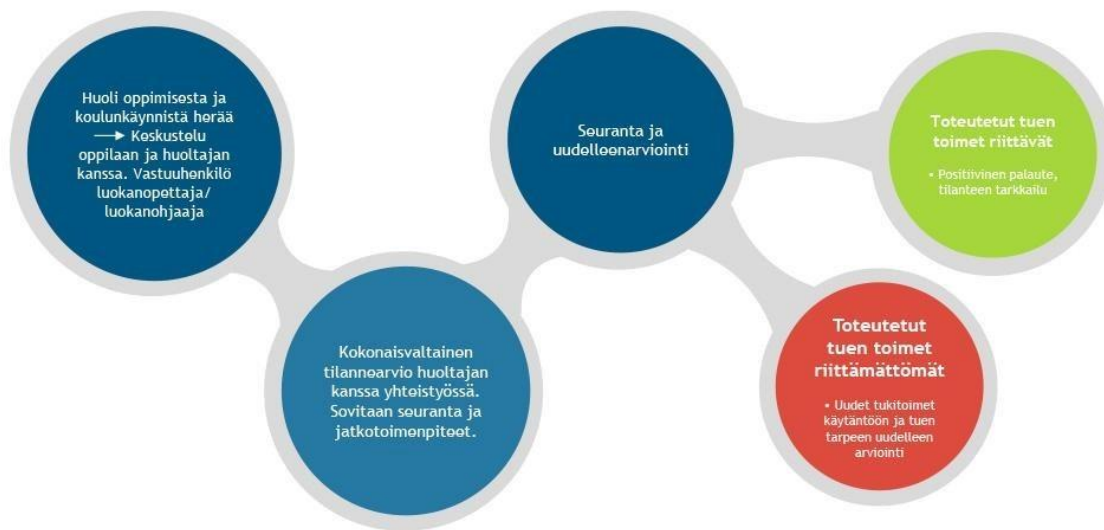 Huoli oppimisesta ja
koulunkäynnistä herää
→ Keskustelu
oppilaan ja huoltajan
kanssa. Vastuuhenkilö
luokanopettaja/
luokanohjaaja
Kokonaisvaltainen
tilannearvio huoltajan
kanssa yhteistyössä.
Sovitaan seuranta ja
jatkotoimenpiteet.
Seuranta ja
uudelleenarviointi
Toteutetut tuen
toimet riittävät
• Positiivinen palaute,
tilanteen tarkkailu
Toteutetut
tuen toimet
riittämättömät
• Uudet tukitoimet
käytäntöön ja tuen
tarpeen uudelleen
arviointi